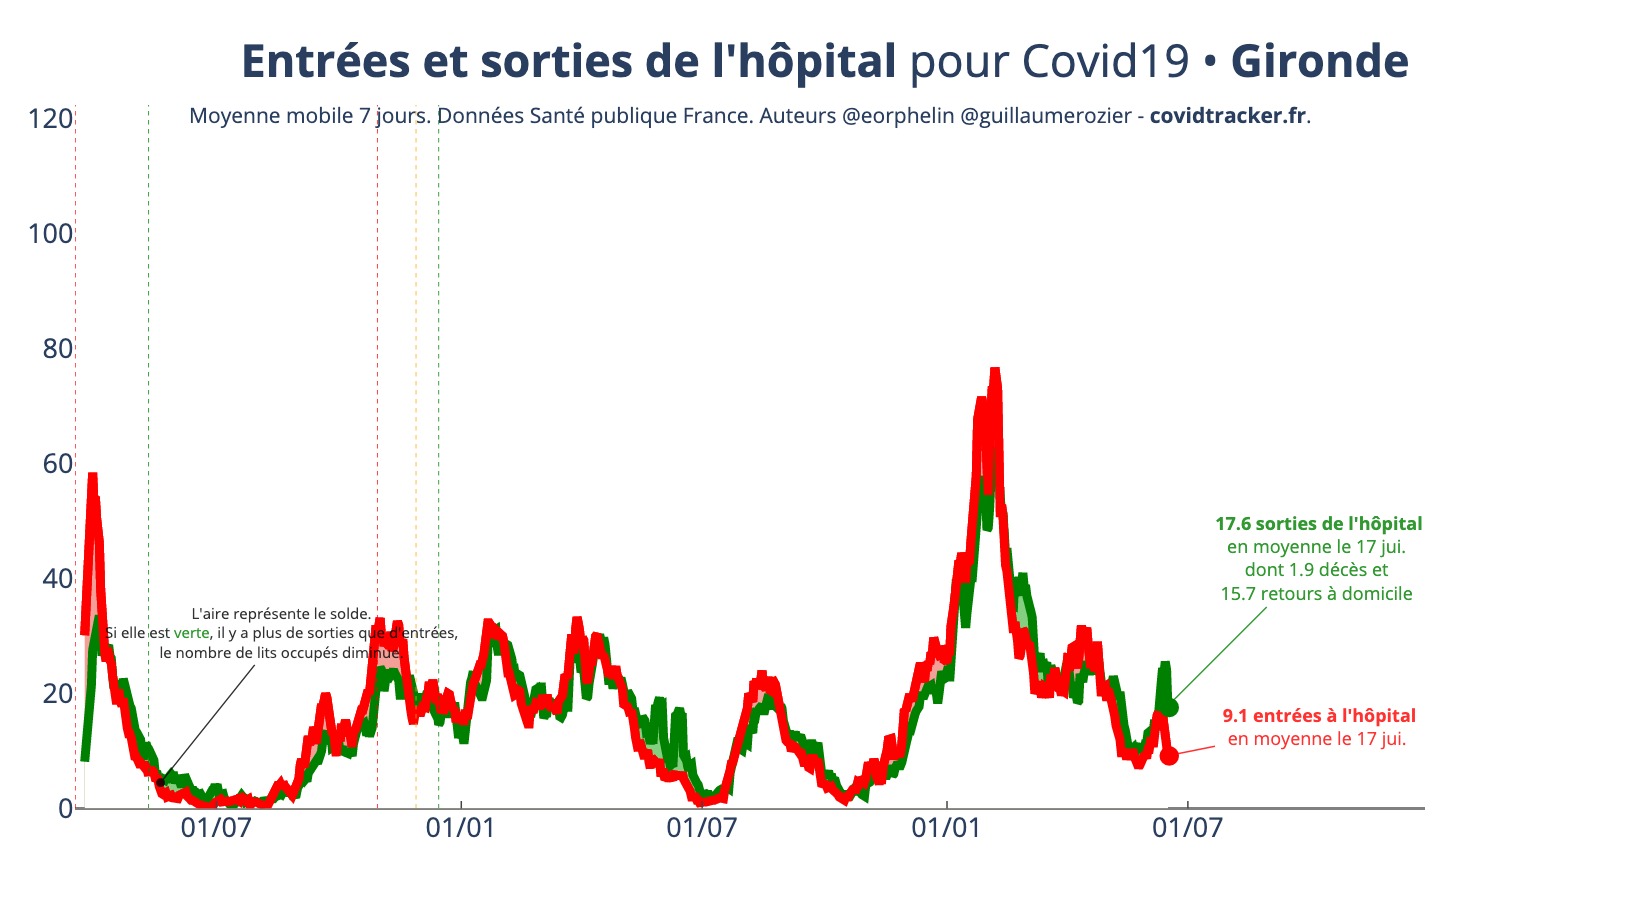 Entrées et sorties de l'hôpital pour Covid19 • Gironde
Moyenne mobile 7 jours. Données Santé publique France. Auteurs @eorphelin @guillaumerozier - covidtracker.fr.
120
100
80
60
40
20
0
L'aire représente le solde.
Si elle est verte, il y a plus de sorties que d'entrées,
le nombre de lits occupés diminue.
17.6 sorties de l'hôpital
en moyenne le 17 jui.
dont 1.9 décès et
15.7 retours à domicile
9.1 entrées à l'hôpital
en moyenne le 17 jui.
01/07
01/01
01/07
01/01
01/07